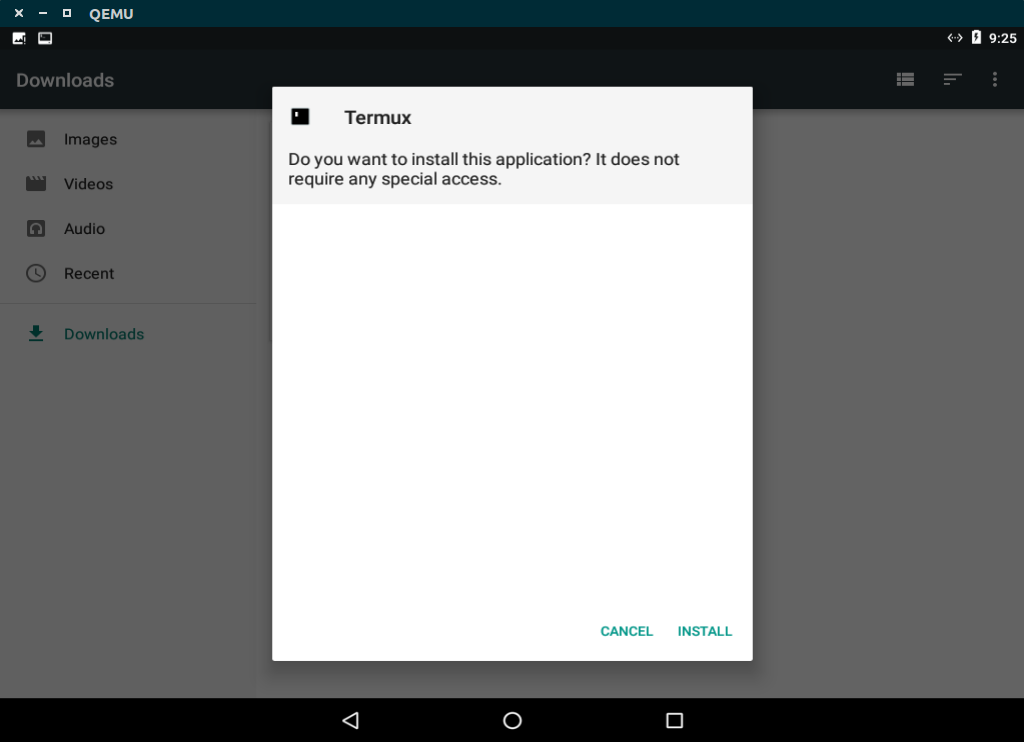 QEMU
9:25
Downloads
Termux
Do you want to install this application? It does not
require any special access.
Images
Videos
Audio
Recent
Downloads
CANCEL INSTALL